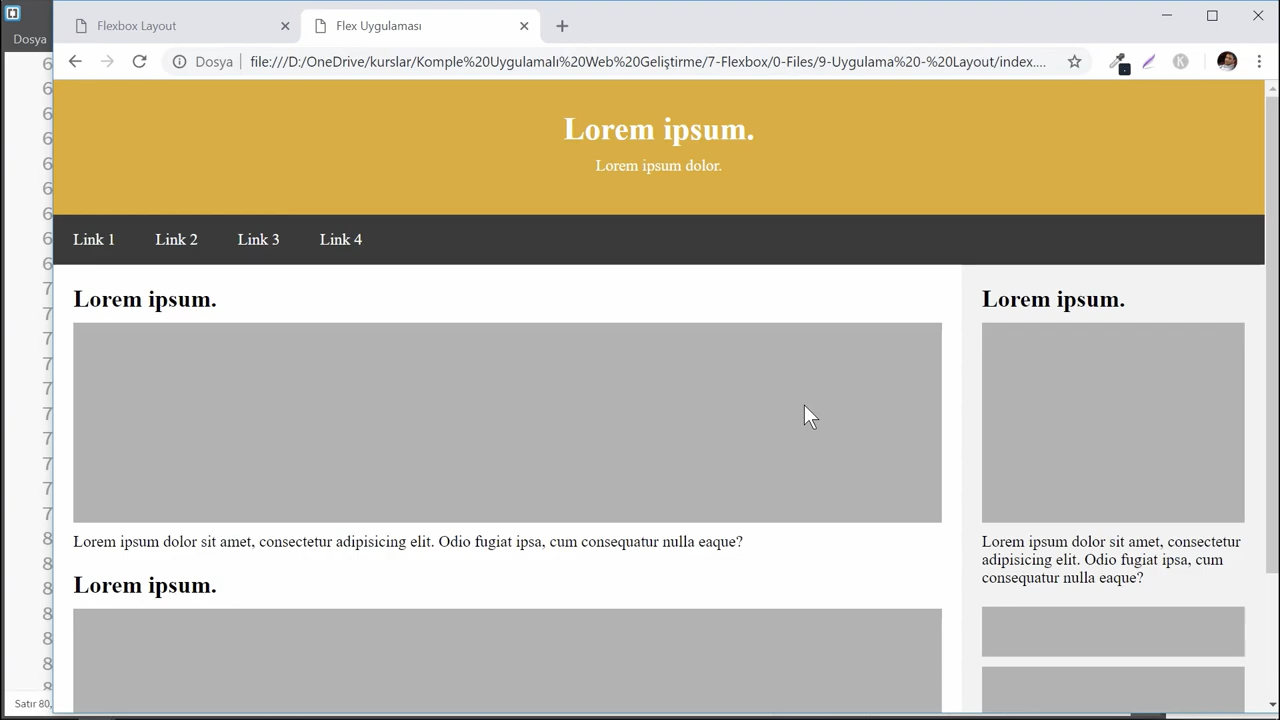 Flexbox Layout
Flex Uygulaması
Dosya
Dosya
file:///D:/OneDrive/kurslar/Komple%20Uygulamalı%20Web%20Geliştirme/7-Flexbox/0-Files/9-Uygulama%20-%20Layout/index....
K
Lorem ipsum.
Lorem ipsum dolor.
Link 1
Link 2
Link 3
Link 4
Lorem ipsum.
Lorem ipsum dolor sit amet, consectetur adipisicing elit. Odio fugiat ipsa, cum consequatur nulla eaque?
Lorem ipsum.
Lorem ipsum.
Lorem ipsum dolor sit amet, consectetur
adipisicing elit. Odio fugiat ipsa, cum
consequatur nulla eaque?
Satır 80,